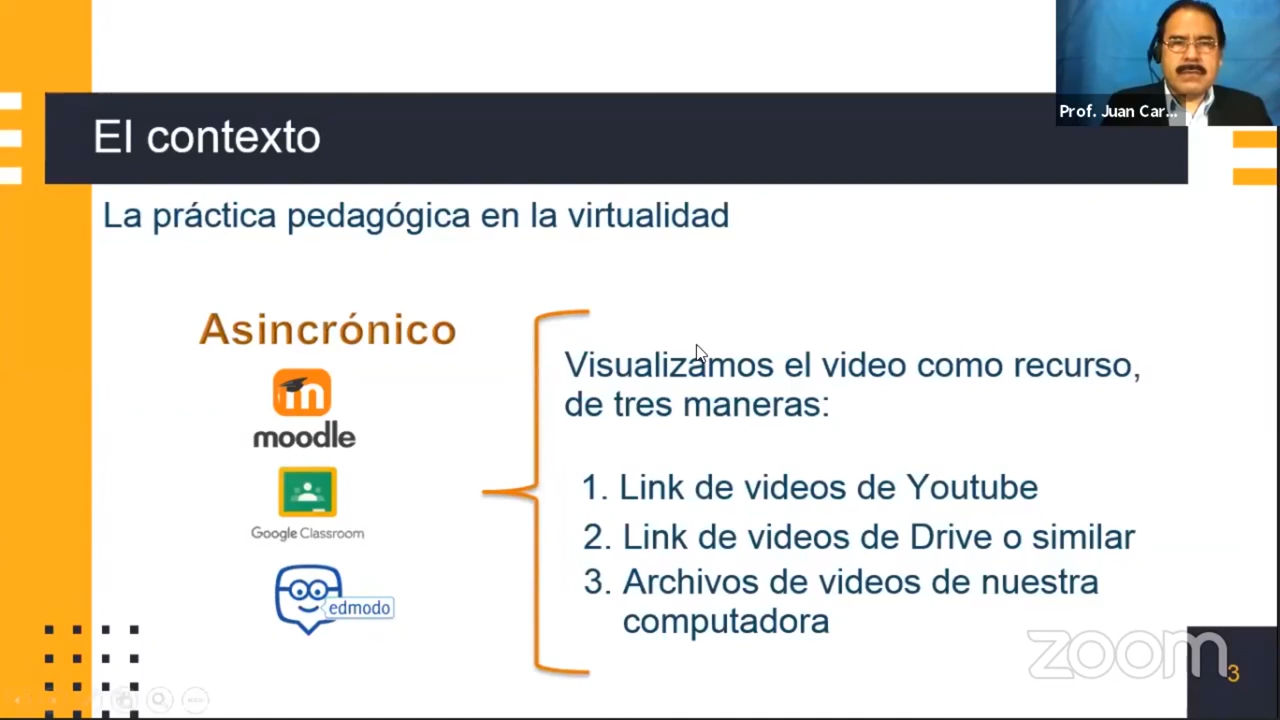 Prof. Juan Car...
El contexto
La práctica pedagógica en la virtualidad
Asincrónico
moodle
Google Classroom
edmodo
Visualizamos el video como recurso,
de tres maneras:
1. Link de videos de Youtube
2. Link de videos de Drive o similar
3. Archivos de videos de nuestra
computadora
zoom
3